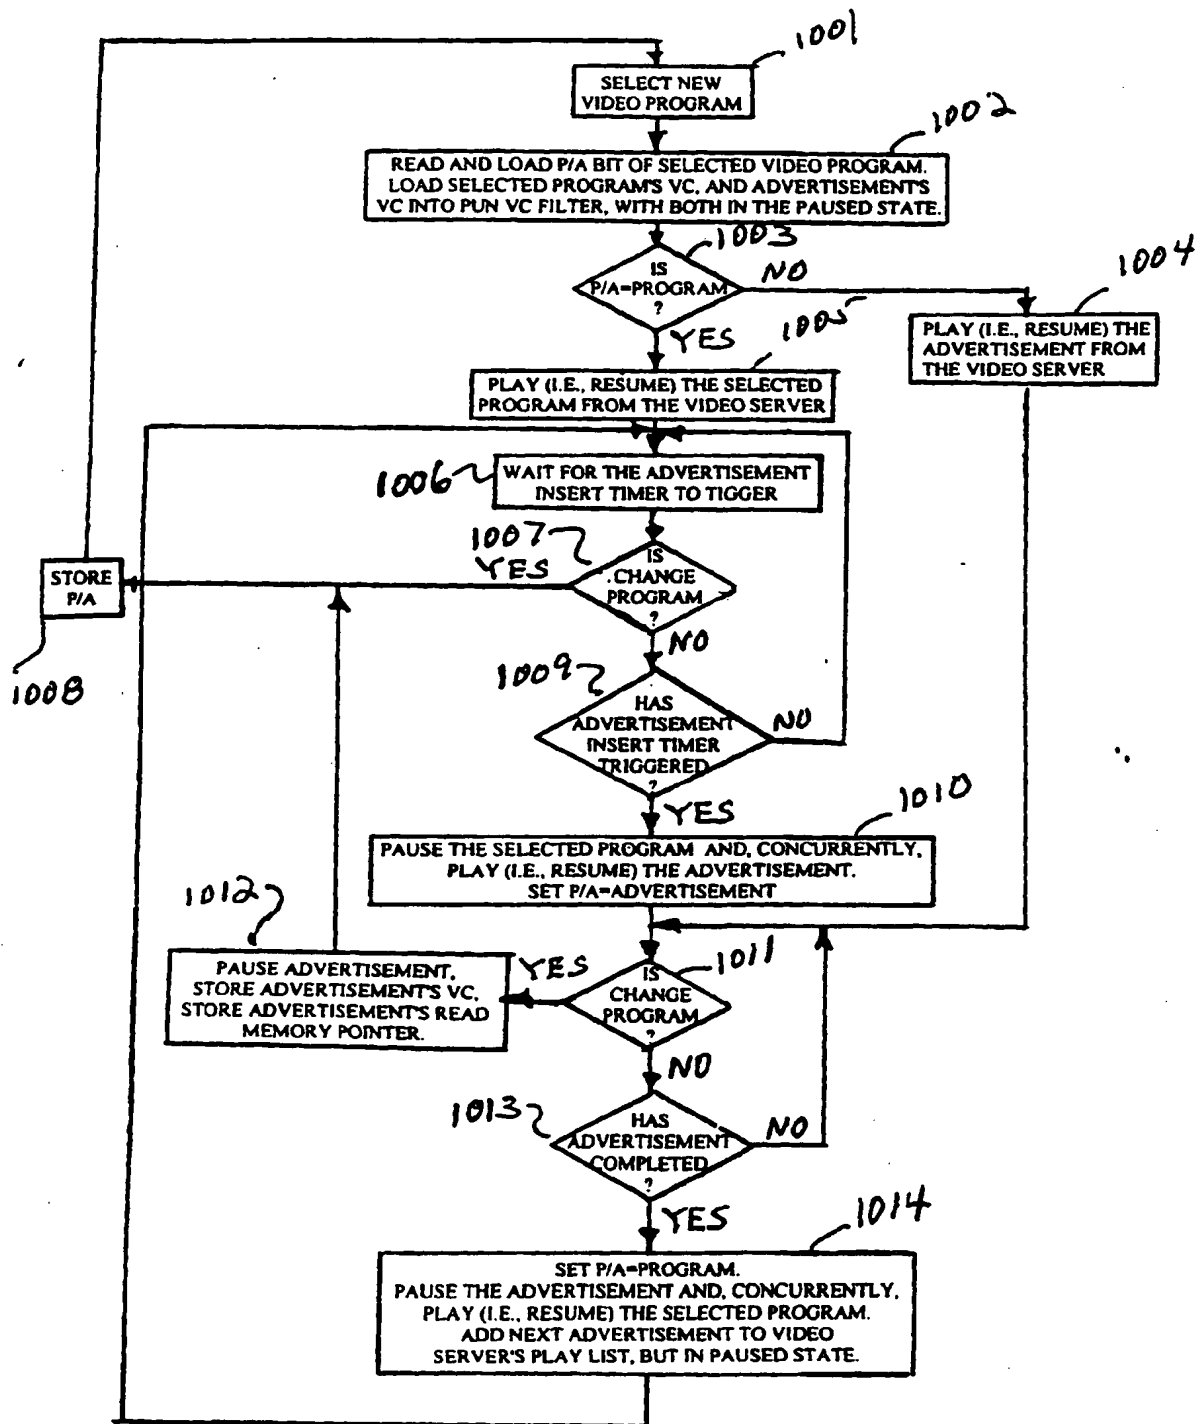 1001
SELECT NEW
VIDEO PROGRAM
1002
READ AND LOAD P/A BIT OF SELECTED VIDEO PROGRAM.
LOAD SELECTED PROGRAM'S VC, AND ADVERTISEMENT'S
VC INTO PUN VC FILTER, WITH BOTH IN THE PAUSED STATE.
1003
IS
P/A=PROGRAM
?
NO
1004
PLAY (I.E., RESUME) THE
ADVERTISEMENT FROM
THE VIDEO SERVER
YES
1005
PLAY (I.E., RESUME) THE SELECTED
PROGRAM FROM THE VIDEO SERVER
1006
WAIT FOR THE ADVERTISEMENT
INSERT TIMER TO TIGGER
1007
YES
IS
CHANGE
PROGRAM
?
STORE
P/A
1008
NO
1009
HAS
ADVERTISEMENT
INSERT TIMER
TRIGGERED
?
NO
YES
1010
PAUSE THE SELECTED PROGRAM AND, CONCURRENTLY,
PLAY (I.E., RESUME) THE ADVERTISEMENT.
SET P/A=ADVERTISEMENT
1012
PAUSE ADVERTISEMENT,
STORE ADVERTISEMENT'S VC,
STORE ADVERTISEMENT'S READ
MEMORY POINTER.
YES
1011
IS
CHANGE
PROGRAM
?
NO
1013
HAS
ADVERTISEMENT
COMPLETED
?
NO
YES
1014
SET P/A=PROGRAM.
PAUSE THE ADVERTISEMENT AND, CONCURRENTLY,
PLAY (I.E., RESUME) THE SELECTED PROGRAM.
ADD NEXT ADVERTISEMENT TO VIDEO
SERVER'S PLAY LIST, BUT IN PAUSED STATE.